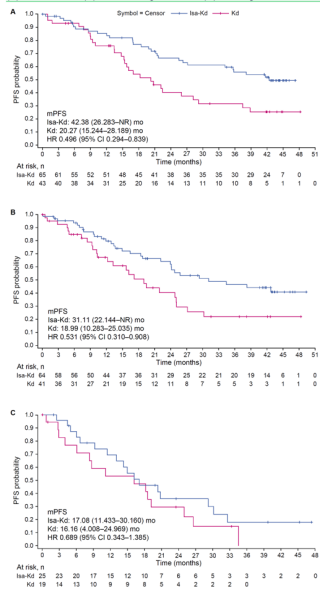 A
Symbol = Censor Isa-Kd Kd
PFS probability
1.0
0.9
0.8
0.7
0.6
0.5
0.4
0.3
0.2
0.1
0.0
mPFS
Isa-Kd: 42.38 (26.283–NR) mo
Kd: 20.27 (15.244–28.189) mo
HR 0.496 (95% CI 0.294–0.839)
0 3 6 9 12 15 18 21 24 27 30 33 36 39 42 45 48 51
Time (months)
At risk, n
Isa-Kd 65 61 55 52 51 48 45 41 38 36 35 35 30 29 24 7 0
Kd 43 40 38 34 31 25 20 16 14 13 11 10 10 8 5 1 1 0
B
PFS probability
1.0
0.9
0.8
0.7
0.6
0.5
0.4
0.3
0.2
0.1
0.0
mPFS
Isa-Kd: 31.11 (22.144–NR) mo
Kd: 18.99 (10.283–25.035) mo
HR 0.531 (95% CI 0.310–0.908)
0 3 6 9 12 15 18 21 24 27 30 33 36 39 42 45 48 51
Time (months)
At risk, n
Isa-Kd 64 58 56 50 44 37 36 31 29 25 22 21 20 19 14 6 1 0
Kd 41 36 31 27 21 19 15 12 11 8 7 5 5 3 3 1 1 0
C
PFS probability
1.0
0.9
0.8
0.7
0.6
0.5
0.4
0.3
0.2
0.1
0.0
mPFS
Isa-Kd: 17.08 (11.433–30.160) mo
Kd: 16.16 (4.008–24.969) mo
HR 0.689 (95% CI 0.343–1.385)
0 3 6 9 12 15 18 21 24 27 30 33 36 39 42 45 48
Time (months)
At risk, n
Isa-Kd 25 23 20 17 15 12 10 7 6 6 5 3 3 3 2 2 0
Kd 19 14 13 10 9 9 8 5 4 2 2 2 0